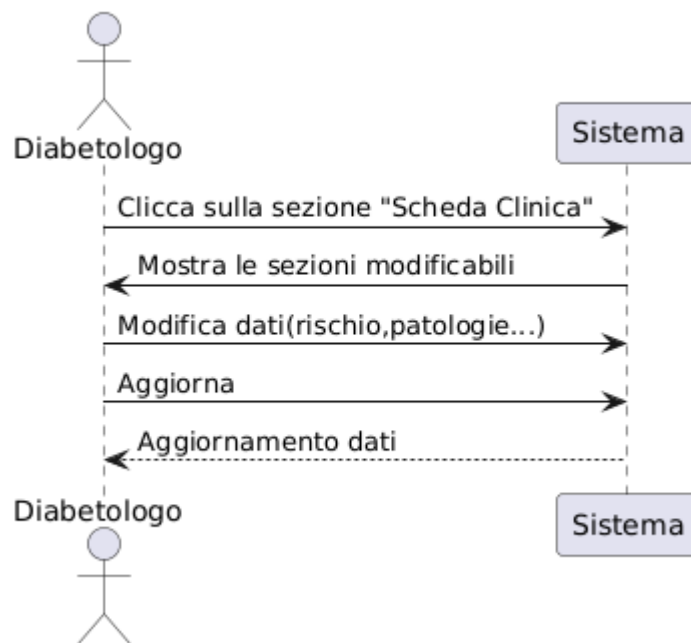 Diabetologo
Sistema
Clicca sulla sezione "Scheda Clinica"
Mostra le sezioni modificabili
Modifica dati(rischio,patologie...)
Aggiorna
Aggiornamento dati
Diabetologo
Sistema